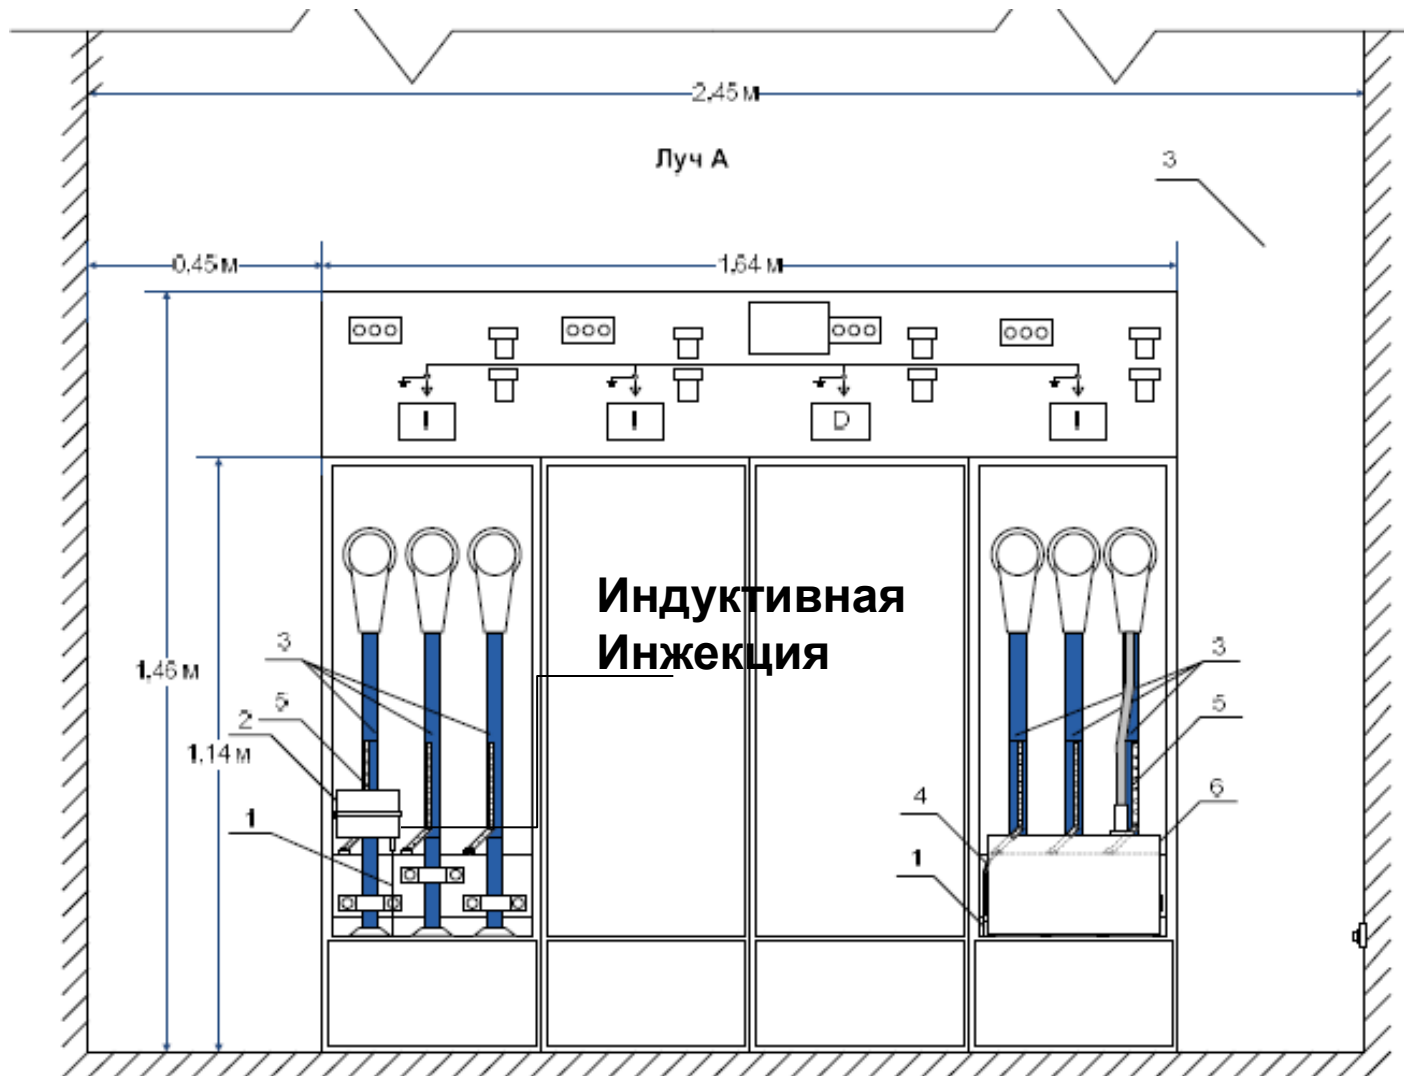 2,45 м
Луч А
3
0,45 м
1,64 м
I
I
D
I
Индуктивная
Инжекция
1,46 м
3
3
5
2
5
1,14 м
6
4
1
1